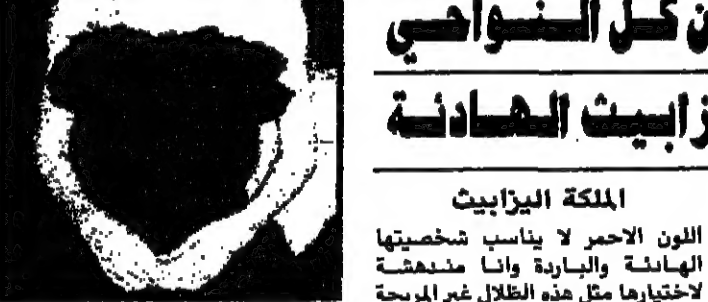 ن كل النواحي
زابيث الهادئة
الملكة اليزابيث
اللون الاحمر لا يناسب شخصيتها
الهادئة والباردة وانا مندهشة
لاختيارها مثل هذه الظلال غير المريحة